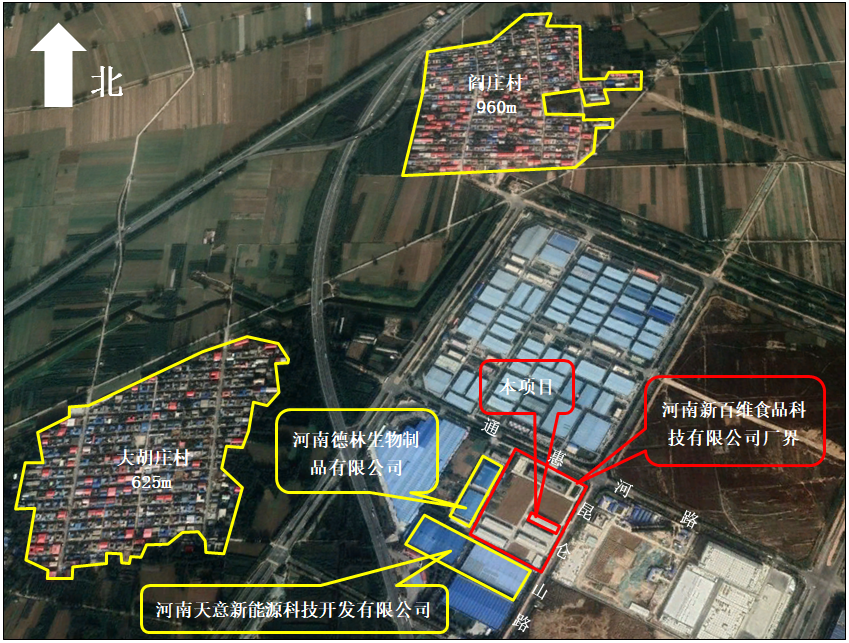 北
阎庄村
960m
本项目
河南新百维食品科
技有限公司厂界
河南德林生物制
品有限公司
通惠河路
大胡庄村
625m
昆仑山路
河南天意新能源科技开发有限公司